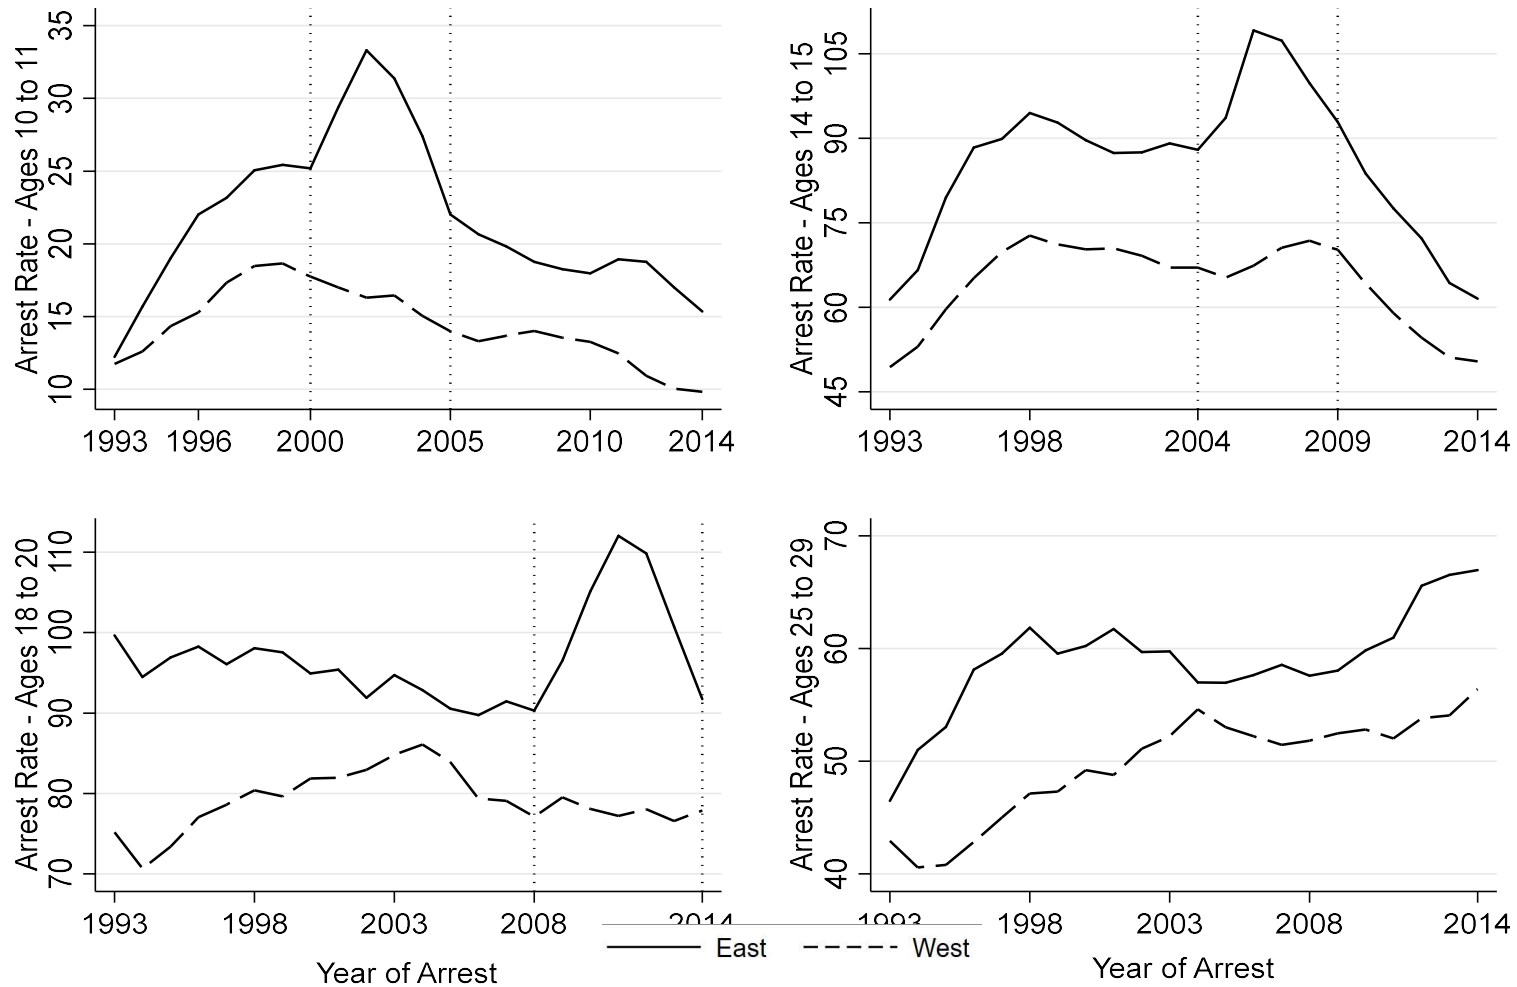 Arrest Rate - Ages 10 to 11
35
30
25
20
15
10
1993 1996 2000 2005 2010 2014
Arrest Rate - Ages 14 to 15
105
90
75
60
45
1993 1998 2004 2009 2014
Arrest Rate - Ages 18 to 20
110
100
90
80
70
1993 1998 2003 2008 2014
Year of Arrest
Arrest Rate - Ages 25 to 29
70
60
50
40
1993 1998 2003 2008 2014
Year of Arrest
East West